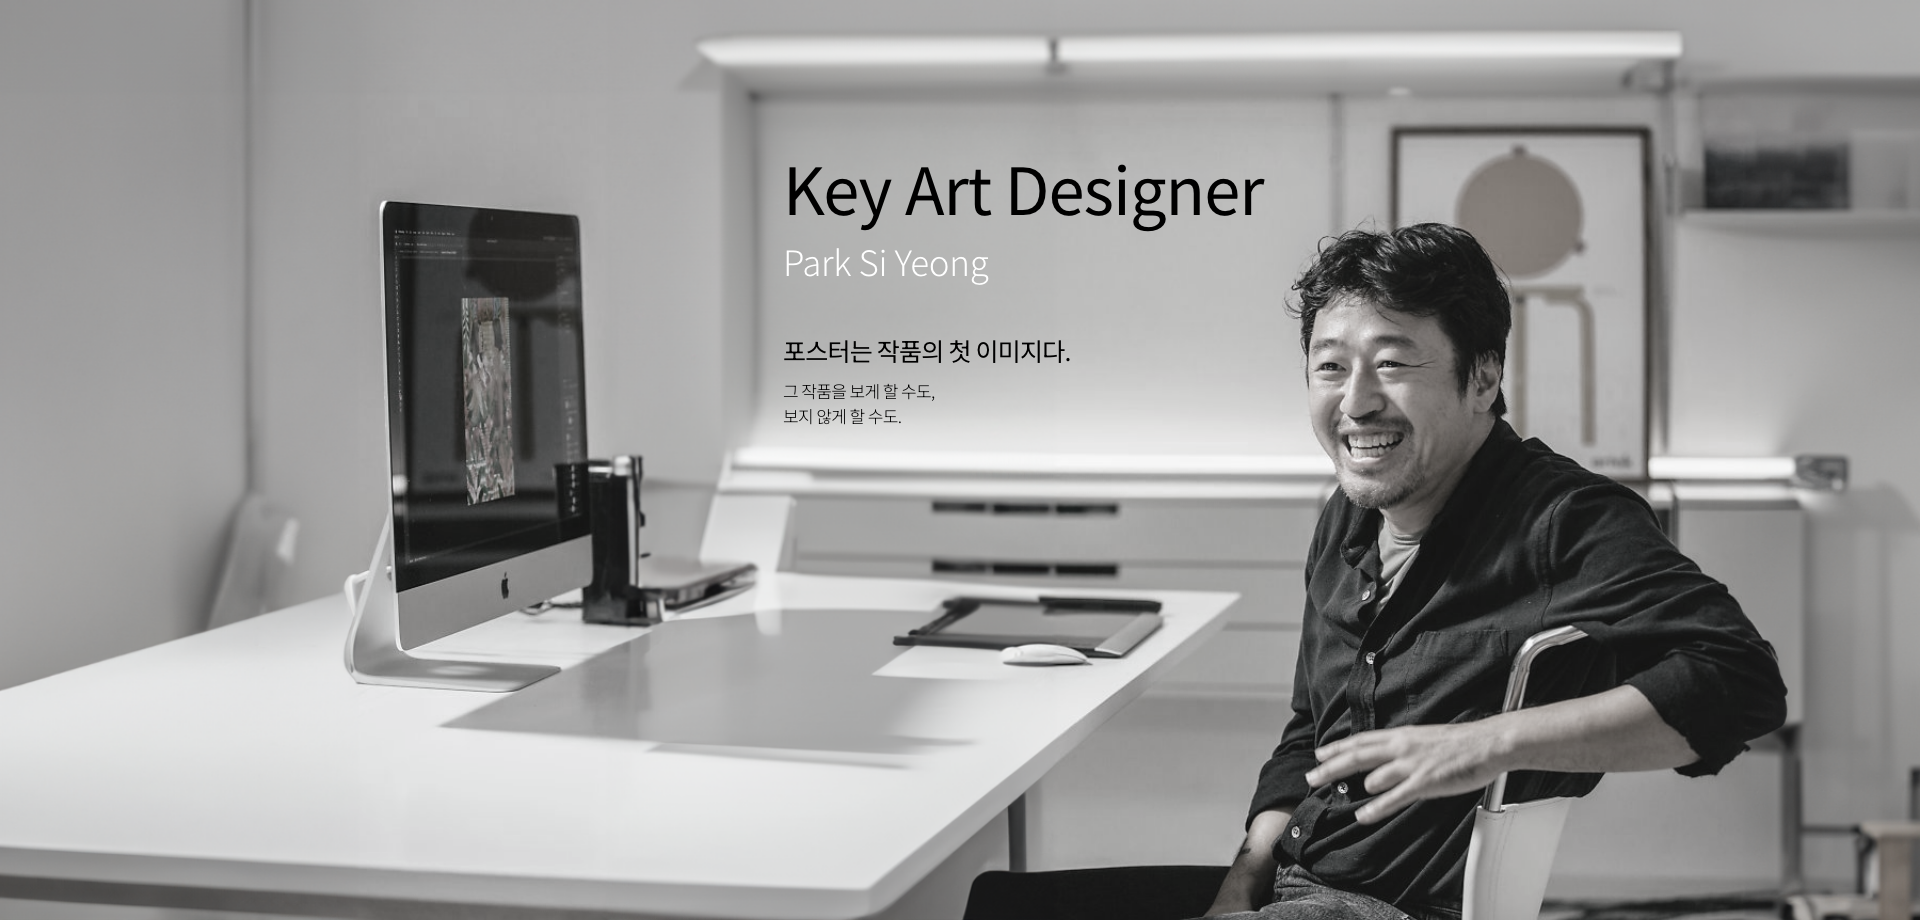 Key Art Designer
Park Si Yeong
포스터는 작품의 첫 이미지다.
그 작품을 보게 할 수도,
보지 않게 할 수도.